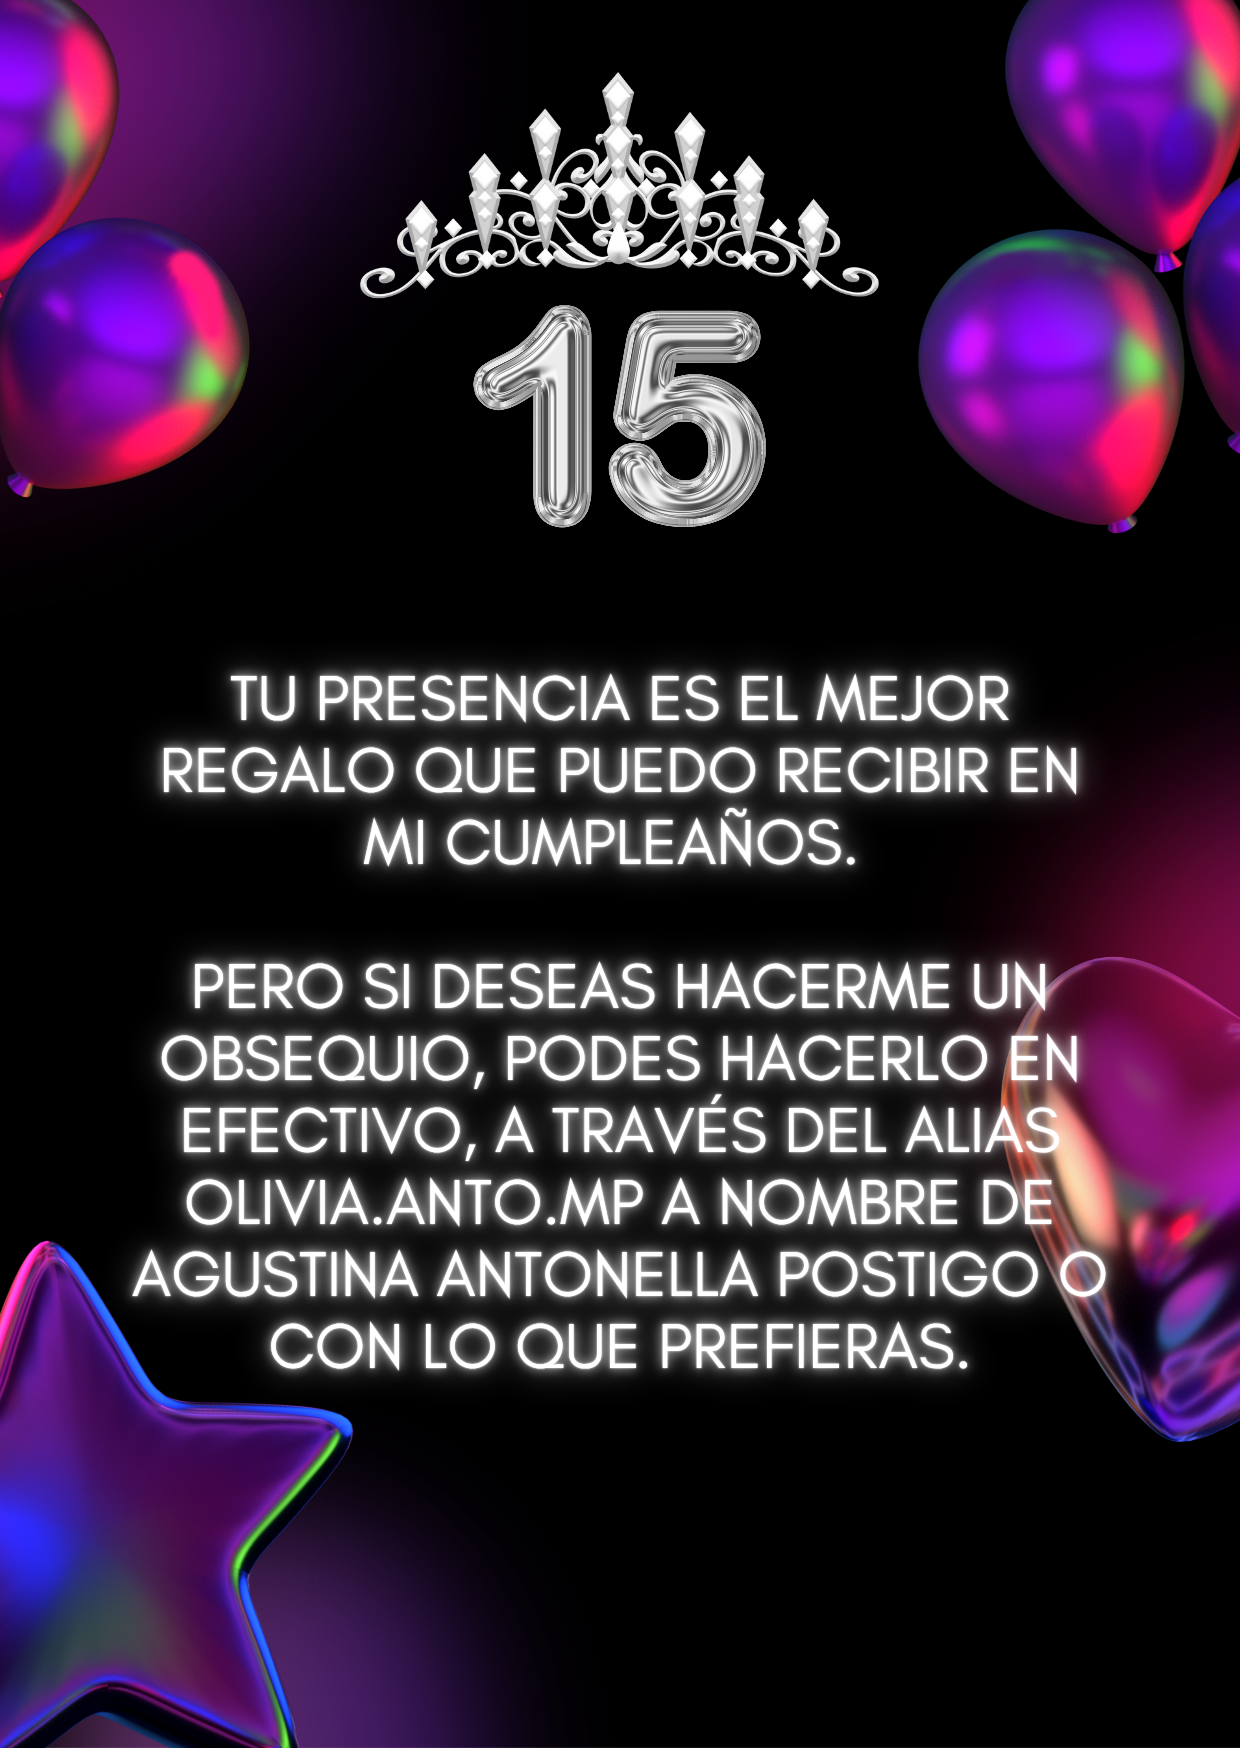 15
TU PRESENCIA ES EL MEJOR
REGALO QUE PUEDO RECIBIR EN
MI CUMPLEAÑOS.
PERO SI DESEAS HACERME UN
OBSEQUIO, PODES HACERLO EN
EFECTIVO, A TRAVÉS DEL ALIAS
OLIVIA.ANTO.MP A NOMBRE DE
AGUSTINA ANTONELLA POSTIGO O
CON LO QUE PREFIERAS.